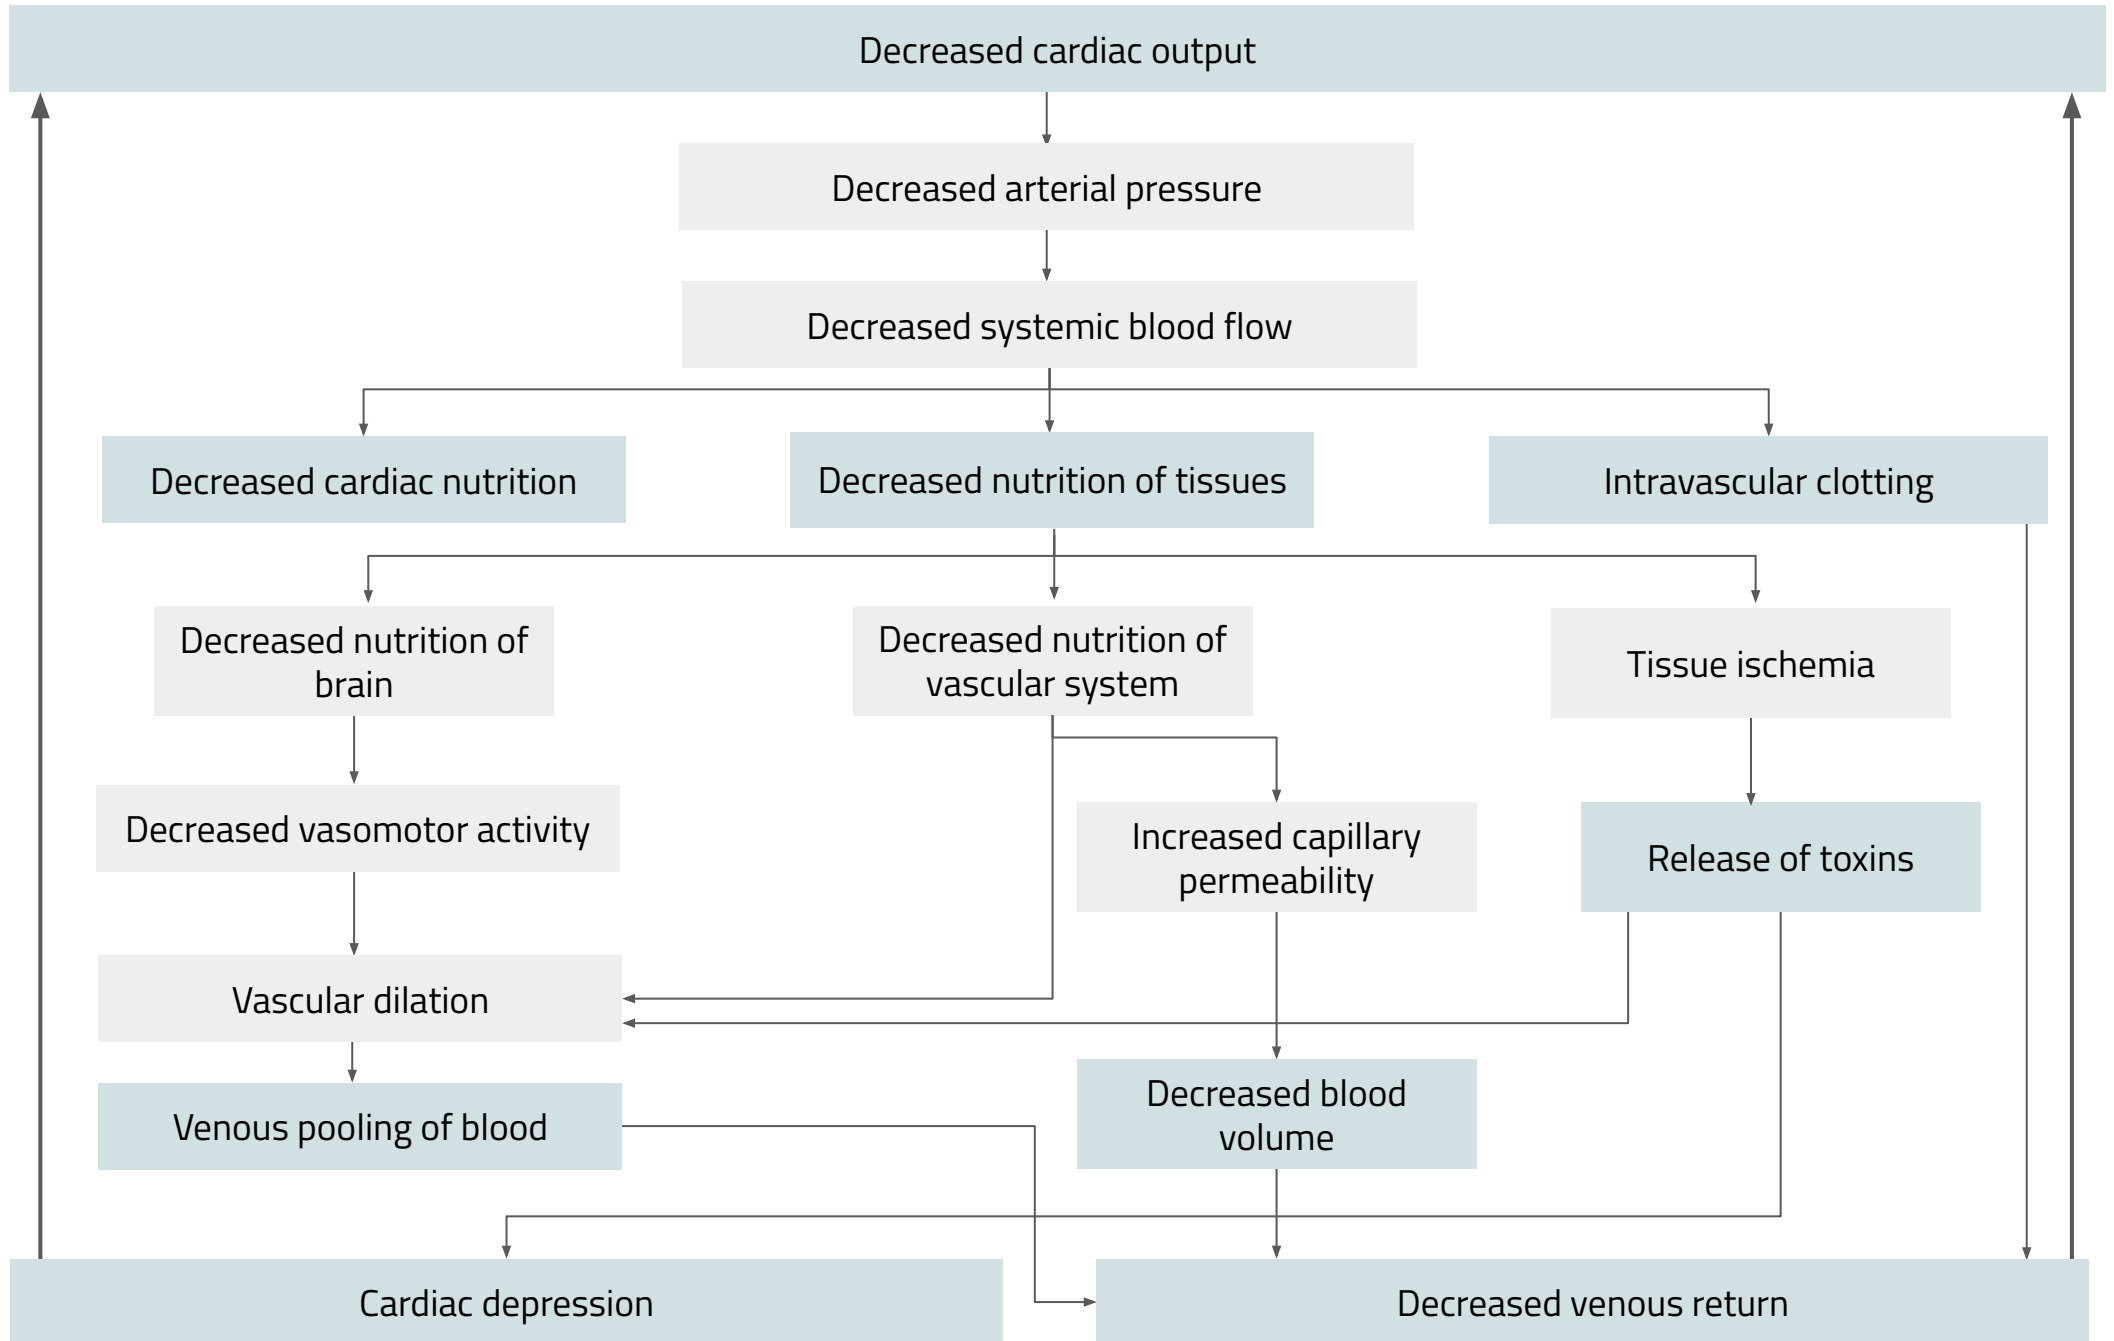 Decreased cardiac output
Decreased arterial pressure
Decreased systemic blood flow
Decreased cardiac nutrition
Decreased nutrition of tissues
Intravascular clotting
Decreased nutrition of
brain
Decreased nutrition of
vascular system
Tissue ischemia
Decreased vasomotor activity
Increased capillary
permeability
Release of toxins
Vascular dilation
Venous pooling of blood
Decreased blood
volume
Cardiac depression
Decreased venous return